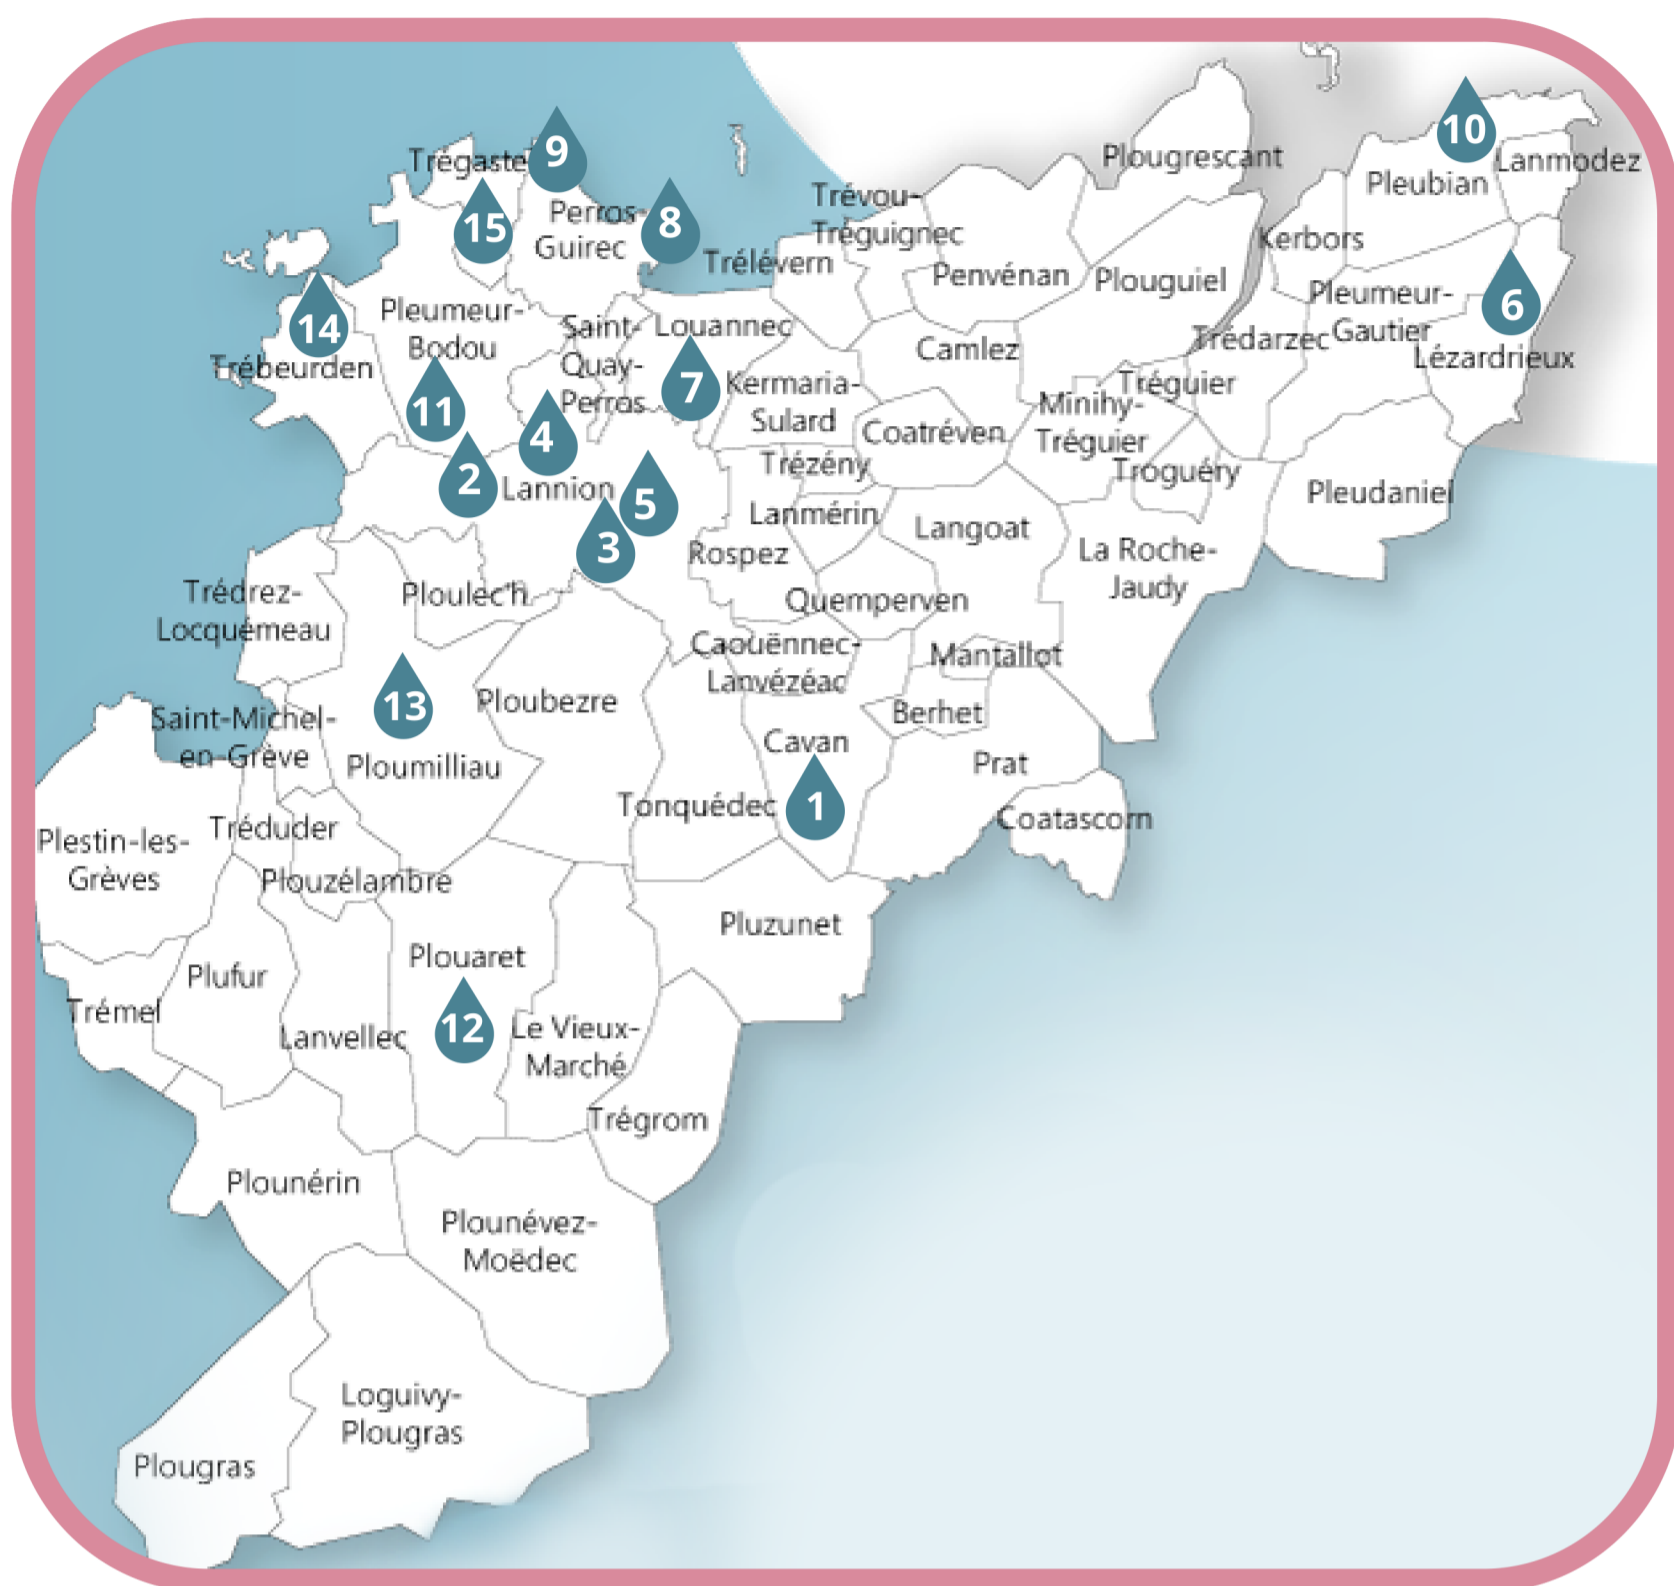 10
9
Plougrescant
Trégaste
Lanmodez
Pleubian
Trévou-
Tréguignec
15
Perros-
Guirec
8
Kerbors
Trélévern
Penvénan
Plouguiel
Pleumeur-
Gautier
6
14
Pleumeur-
Bodou
Saint-
Quay-
Perros
Louannec
Trédarzec
Camlez
Lézardrieux
Trébeurden
7
Kermaria-
Sulard
Tréguier
Minihy-
Tréguier
11
4
Coatréven
Trézény
Troguéry
2
Lannion
5
Pleudaniel
Lanmérin
Langoat
3
Rospez
La Roche-
Jaudy
Trédrez-
Locquémeau
Ploulec'h
Quemperven
Caouënnec-
Lanvézéac
Mantallot
13
Ploubezre
Berhet
Saint-Michel-
en-Grève
Cavan
Ploumilliau
Prat
Tonquédec
1
Coatascorn
Tréduder
Plestin-les-
Grèves
Plouzélambre
Pluzunet
Plouaret
Plufur
Trémel
12
Lanvellec
Le Vieux-
Marché
Trégrom
Plounérin
Plounévez-
Moëdec
Loguivy-
Plougras
Plougras